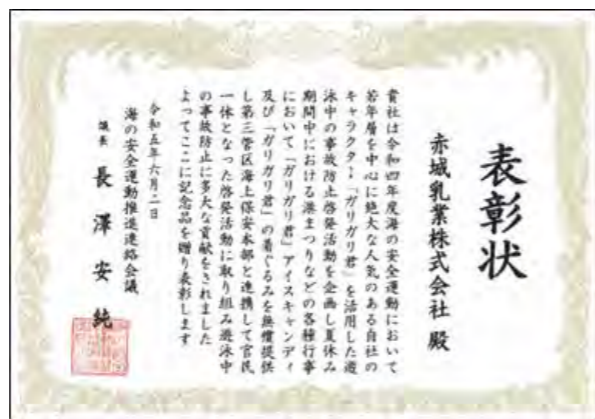 表彰状
赤城乳業株式会社 殿
貴社は令和四年度海の安全運動において
若年層を中心に絶大な人気のある自社の
キャラクター「ガリガリ君」を活用した遊
泳中の事故防止啓発活動を企画し夏休み
期間中における港まつりなどの各種行事
において「ガリガリ君」アイスキャンディ
及び「ガリガリ君」の着ぐるみを無償提供
し第三管区海上保安本部と連携して官民
一体となった啓発活動に取り組み遊泳中
の事故防止に多大な貢献をされました
よってここに記念品を贈り表彰します
令和五年六月二日
海の安全運動推進連絡会議
議長 長澤安純